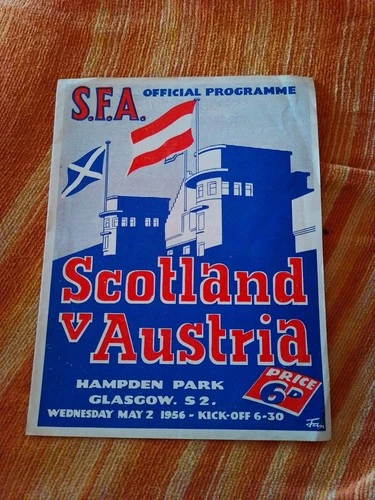 S.F.A. OFFICIAL PROGRAMME
Scotland
v Austria
HAMPDEN PARK
GLASGOW. S 2.
WEDNESDAY MAY 2 1956 - KICK-OFF 6-30
PRICE
6D